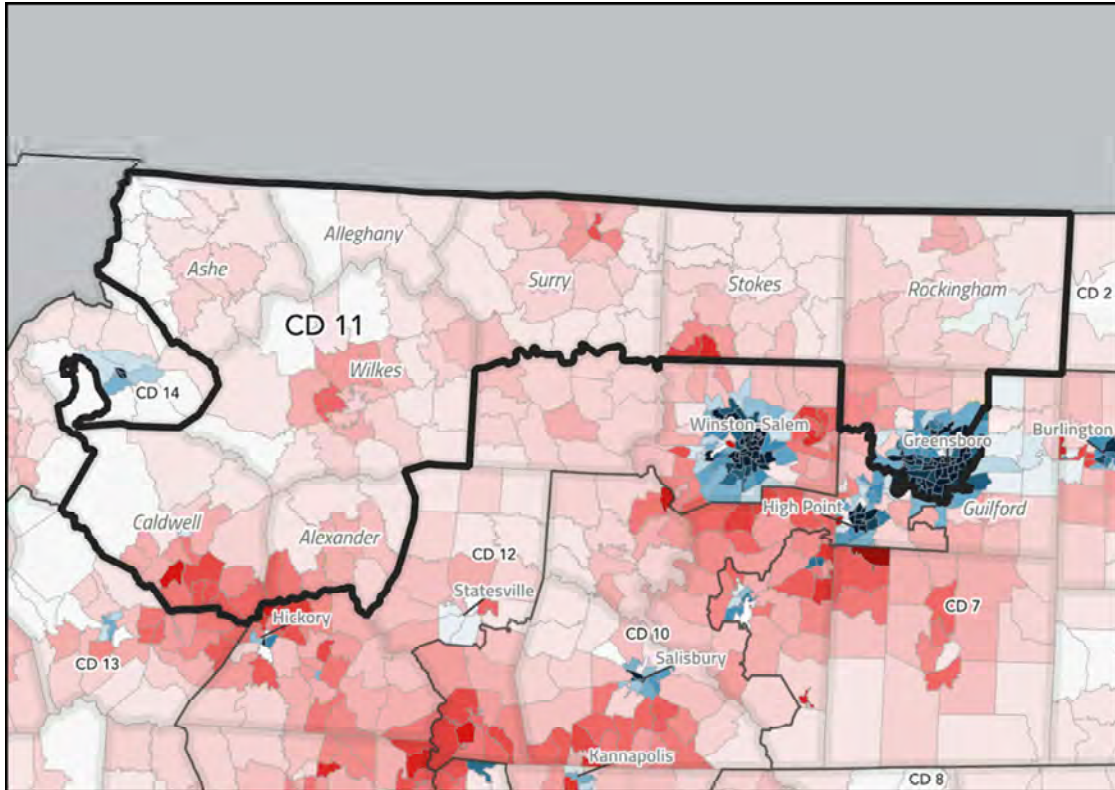 Alleghany
Ashe
Surry
Stokes
Rockingham
CD 2
CD 11
Wilkes
CD 14
Winston-Salem
Greensboro
Burlington
High Point
Guilford
Caldwell
Alexander
CD 12
Statesville
Hickory
CD 7
CD 10
CD 13
Salisbury
Kannapolis
CD 8